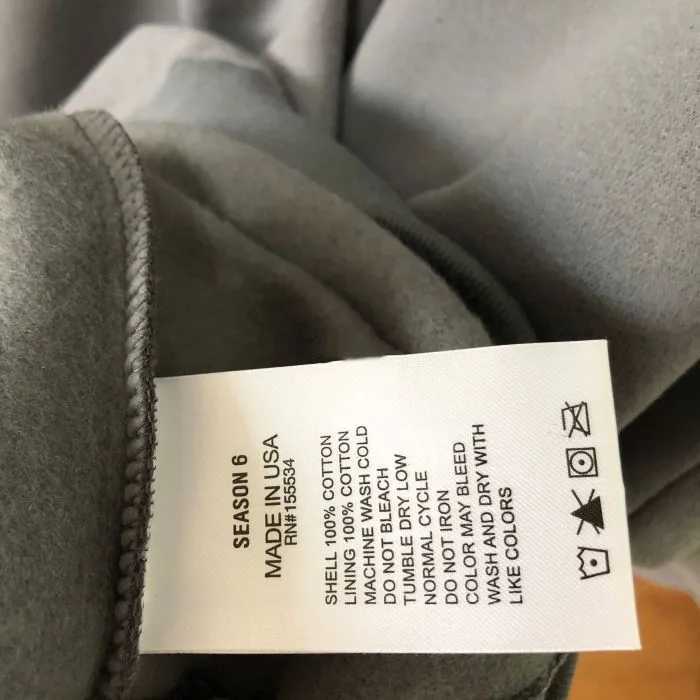 SEASON 6
MADE IN USA
RN#155534
SHELL 100% COTTON
LINING 100% COTTON
MACHINE WASH COLD
DO NOT BLEACH
TUMBLE DRY LOW
NORMAL CYCLE
DO NOT IRON
COLOR MAY BLEED
WASH AND DRY WITH
LIKE COLORS